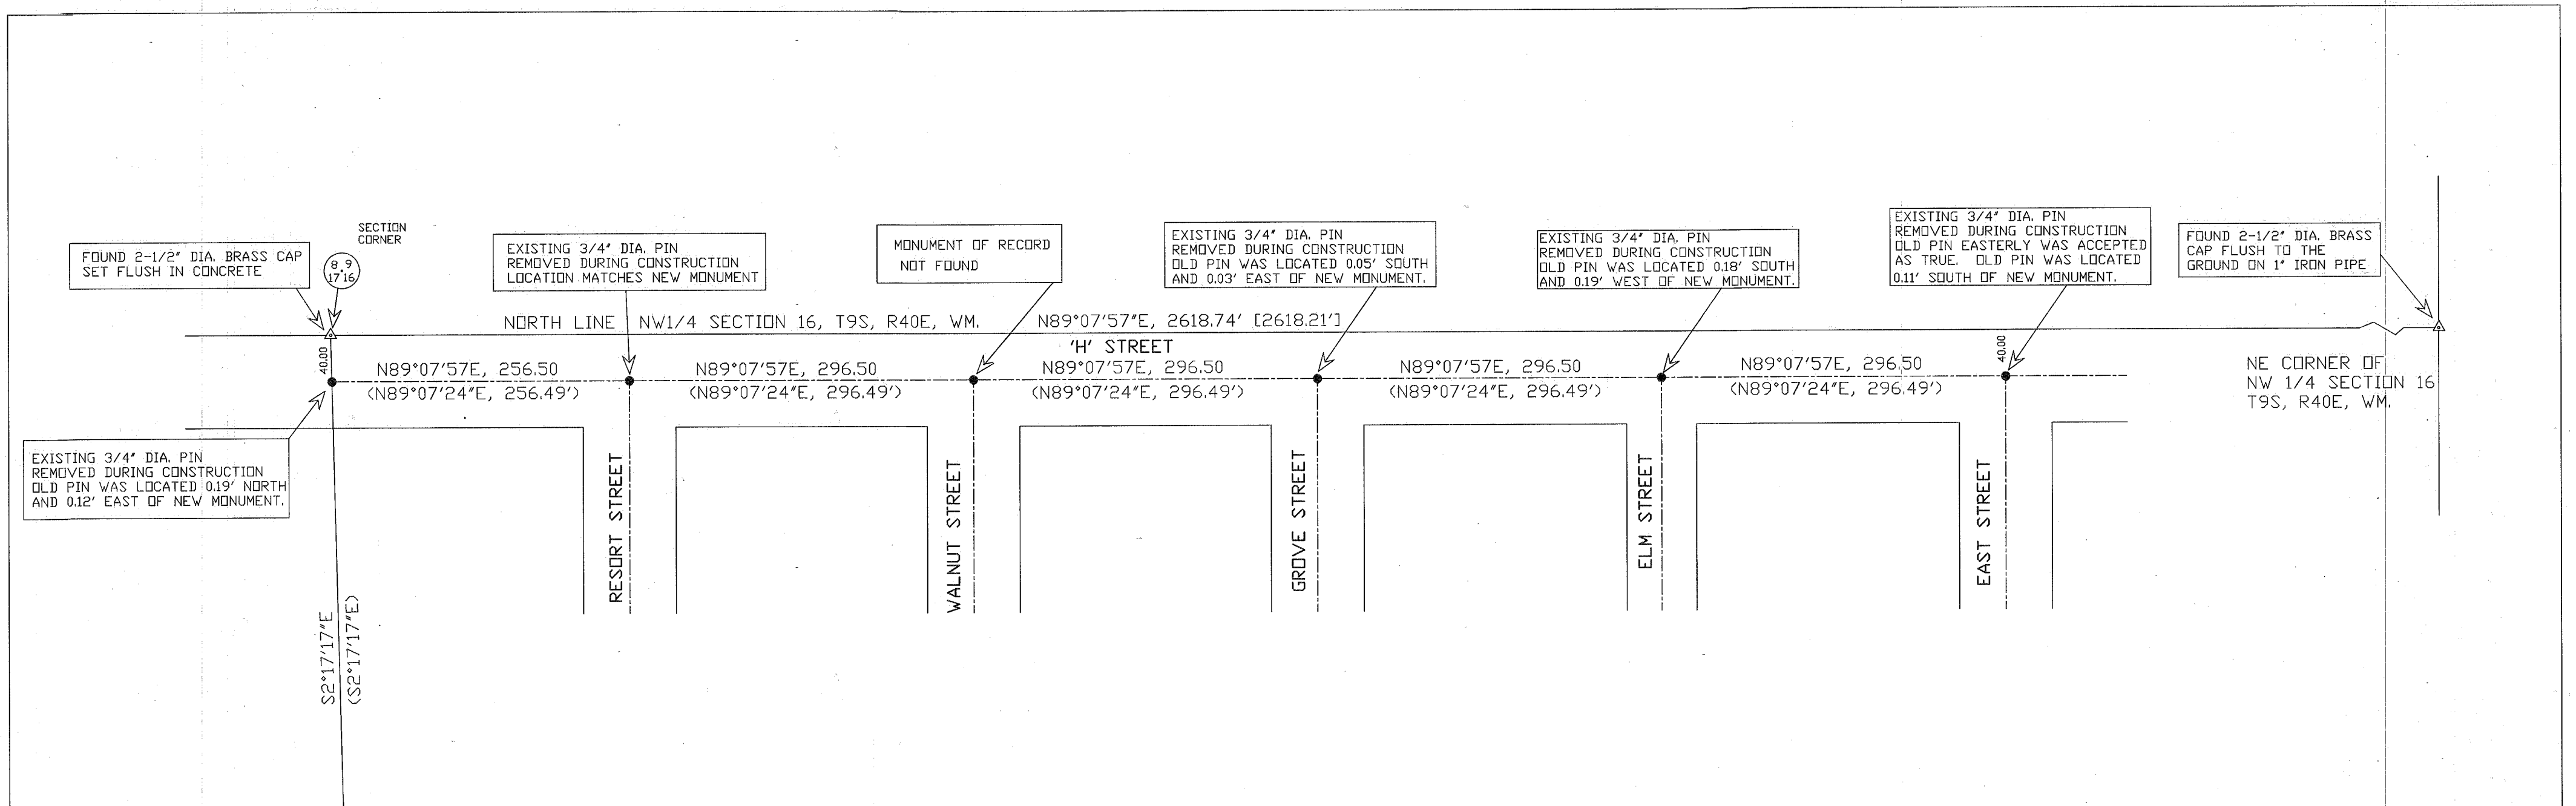 SECTION
CORNER
8 9
17 16
FOUND 2-1/2" DIA. BRASS CAP
SET FLUSH IN CONCRETE
EXISTING 3/4" DIA. PIN
REMOVED DURING CONSTRUCTION
LOCATION MATCHES NEW MONUMENT
MONUMENT OF RECORD
NOT FOUND
EXISTING 3/4" DIA. PIN
REMOVED DURING CONSTRUCTION
OLD PIN WAS LOCATED 0.05' SOUTH
AND 0.03' EAST OF NEW MONUMENT.
EXISTING 3/4" DIA. PIN
REMOVED DURING CONSTRUCTION
OLD PIN WAS LOCATED 0.18' SOUTH
AND 0.19' WEST OF NEW MONUMENT.
EXISTING 3/4" DIA. PIN
REMOVED DURING CONSTRUCTION
OLD PIN EASTERLY WAS ACCEPTED
AS TRUE. OLD PIN WAS LOCATED
0.11' SOUTH OF NEW MONUMENT.
FOUND 2-1/2" DIA. BRASS
CAP FLUSH TO THE
GROUND ON 1" IRON PIPE
NORTH LINE NW1/4 SECTION 16, T9S, R40E, WM. N89°07'57"E, 2618.74' [2618.21']
'H' STREET
40.00
N89°07'57E, 256.50
(N89°07'24"E, 256.49')
N89°07'57E, 296.50
(N89°07'24"E, 296.49')
N89°07'57E, 296.50
(N89°07'24"E, 296.49')
N89°07'57E, 296.50
(N89°07'24"E, 296.49')
N89°07'57E, 296.50
(N89°07'24"E, 296.49')
40.00
NE CORNER OF
NW 1/4 SECTION 16
T9S, R40E, WM.
EXISTING 3/4" DIA. PIN
REMOVED DURING CONSTRUCTION
OLD PIN WAS LOCATED 0.19' NORTH
AND 0.12' EAST OF NEW MONUMENT.
RESORT STREET
WALNUT STREET
GROVE STREET
ELM STREET
EAST STREET
S2°17'17"E
(S2°17'17"E)